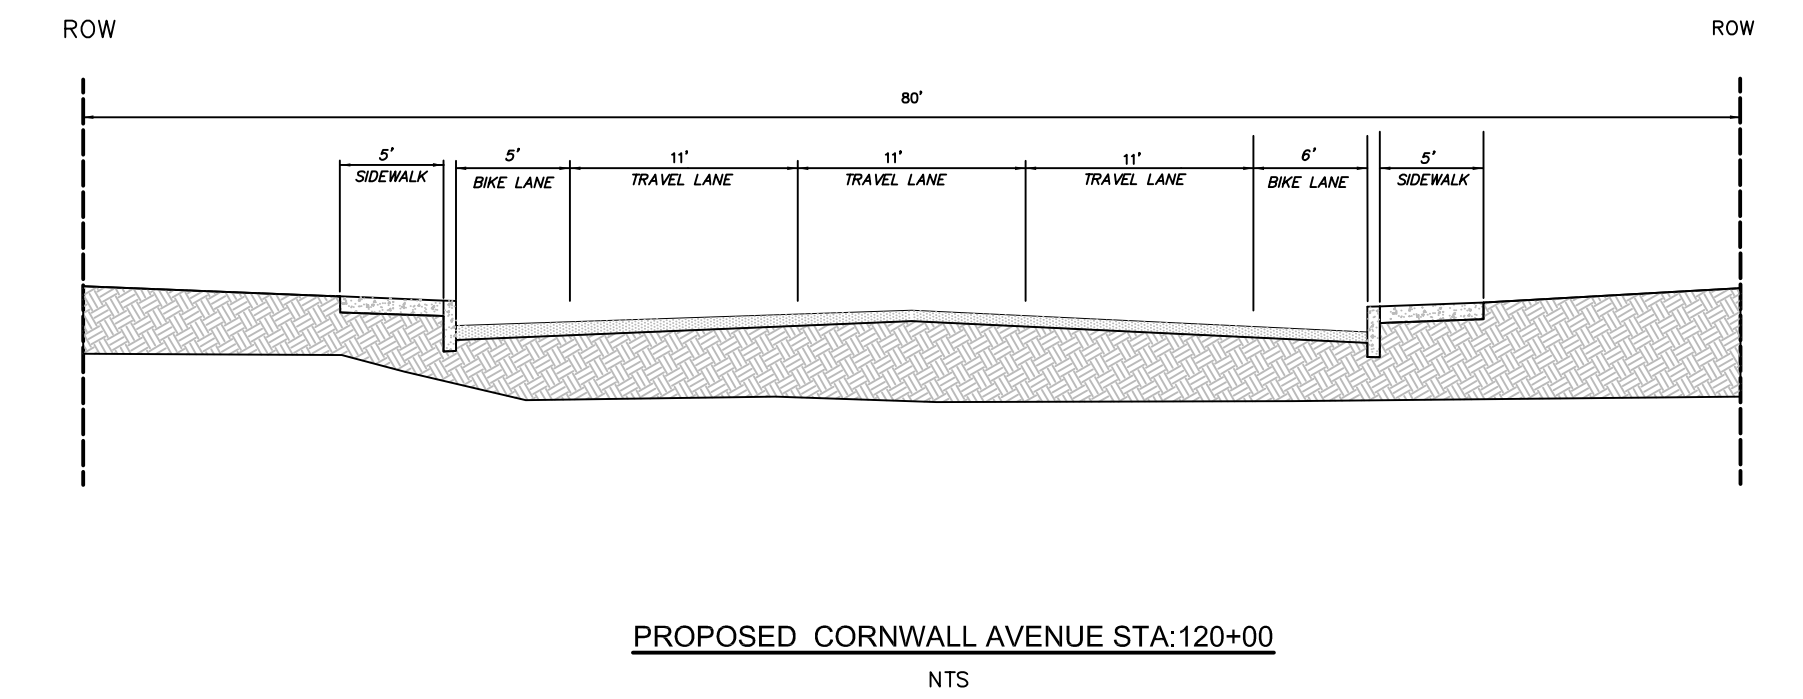 ROW
ROW
80'
5'
SIDEWALK
5'
BIKE LANE
11'
TRAVEL LANE
11'
TRAVEL LANE
11'
TRAVEL LANE
6'
BIKE LANE
5'
SIDEWALK
PROPOSED CORNWALL AVENUE STA:120+00
NTS